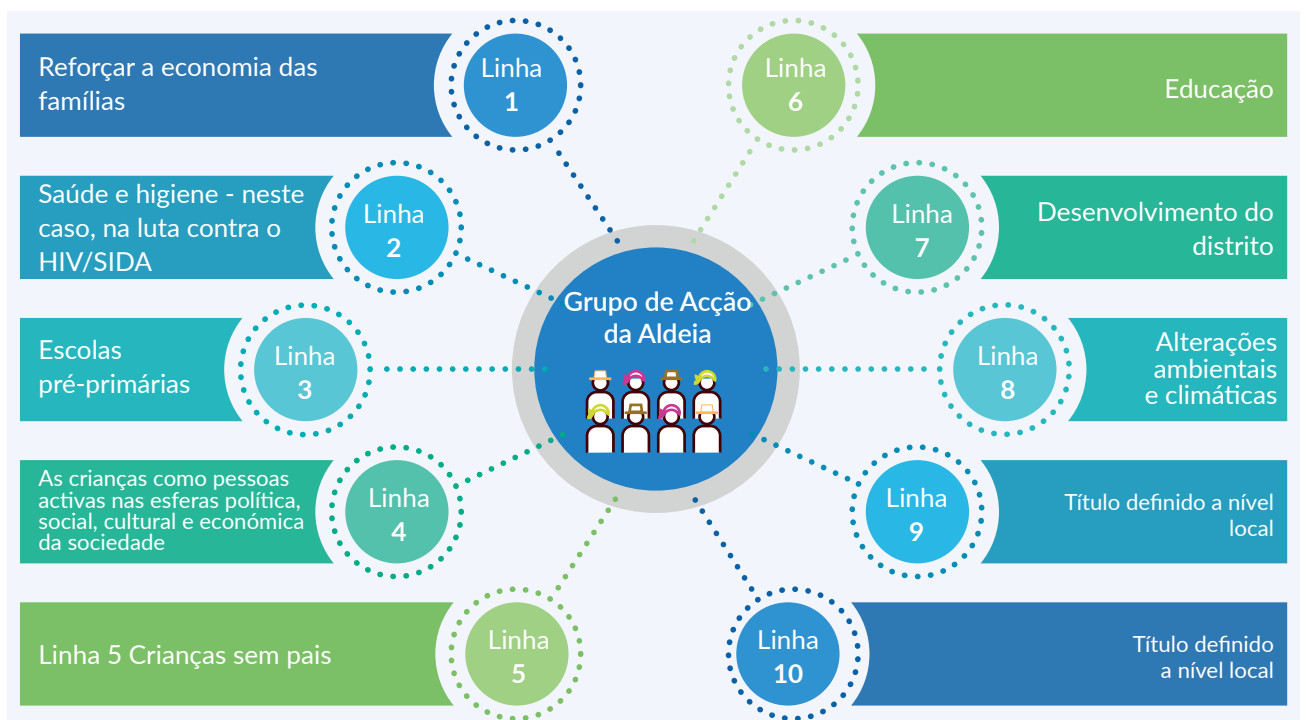 Reforçar a economia das
famílias
Linha
1
Saúde e higiene - neste
caso, na luta contra o
HIV/SIDA
Linha
2
Escolas
pré-primárias
Linha
3
As crianças como pessoas
activas nas esferas política,
social, cultural e económica
da sociedade
Linha
4
Linha 5 Crianças sem pais
Linha
5
Grupo de Acção
da Aldeia
Linha
6
Educação
Linha
7
Desenvolvimento do
distrito
Linha
8
Alterações
ambientais
e climáticas
Linha
9
Título definido a nível
local
Linha
10
Título definido
a nível local